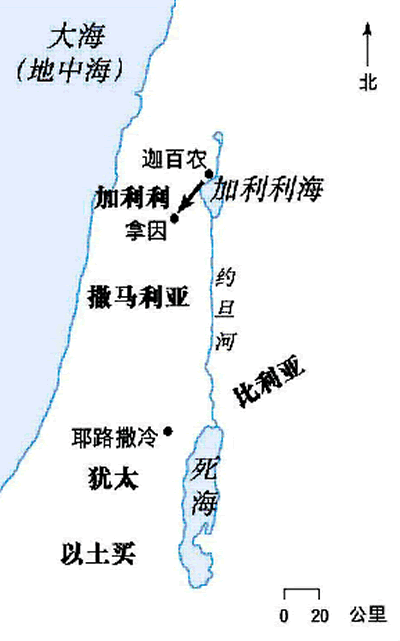 大海
(地中海)
北
迦百农
加利利
加利利海
拿因
撒马利亚
约旦河
比利亚
耶路撒冷
犹太
死海
以土买
0 20 公里